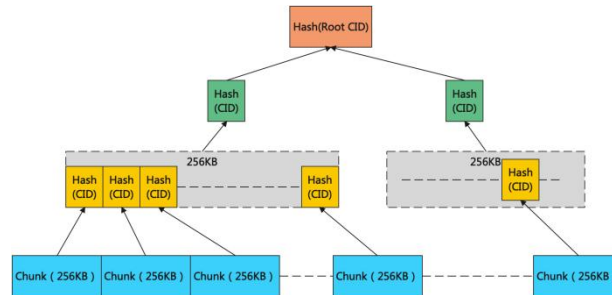 Hash(Root CID)
Hash
(CID)
Hash
(CID)
256KB
256KB
Hash
(CID)
Hash
(CID)
Hash
(CID)
Hash
(CID)
Hash
(CID)
Chunk ( 256KB )
Chunk ( 256KB )
Chunk ( 256KB )
Chunk ( 256KB )
Chunk ( 256KB )